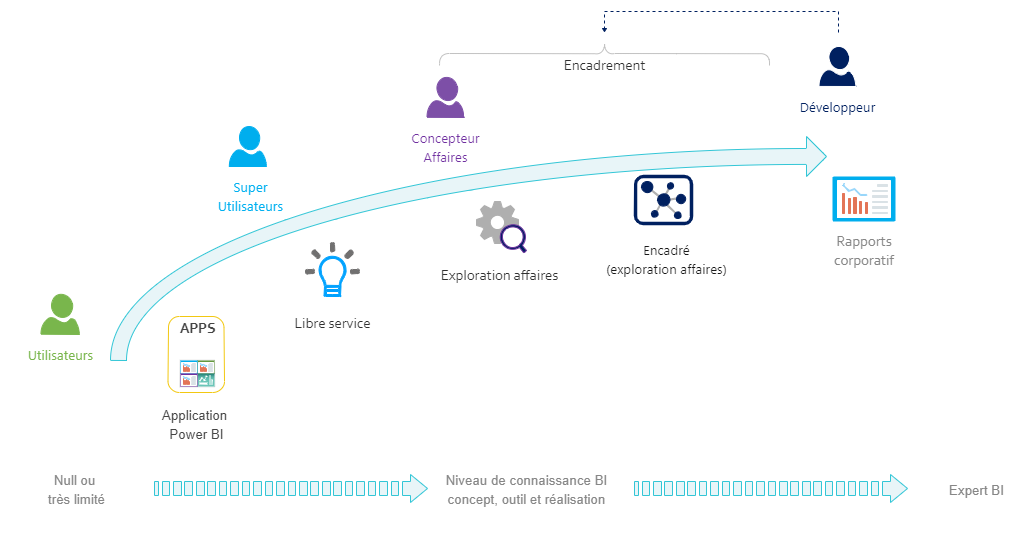 Encadrement
Développeur
Concepteur
Affaires
Super
Utilisateurs
Encadré
(exploration affaires)
Rapports
corporatif
Exploration affaires
Libre service
Utilisateurs
APPS
Application
Power BI
Null ou
très limité
Niveau de connaissance BI
concept, outil et réalisation
Expert BI